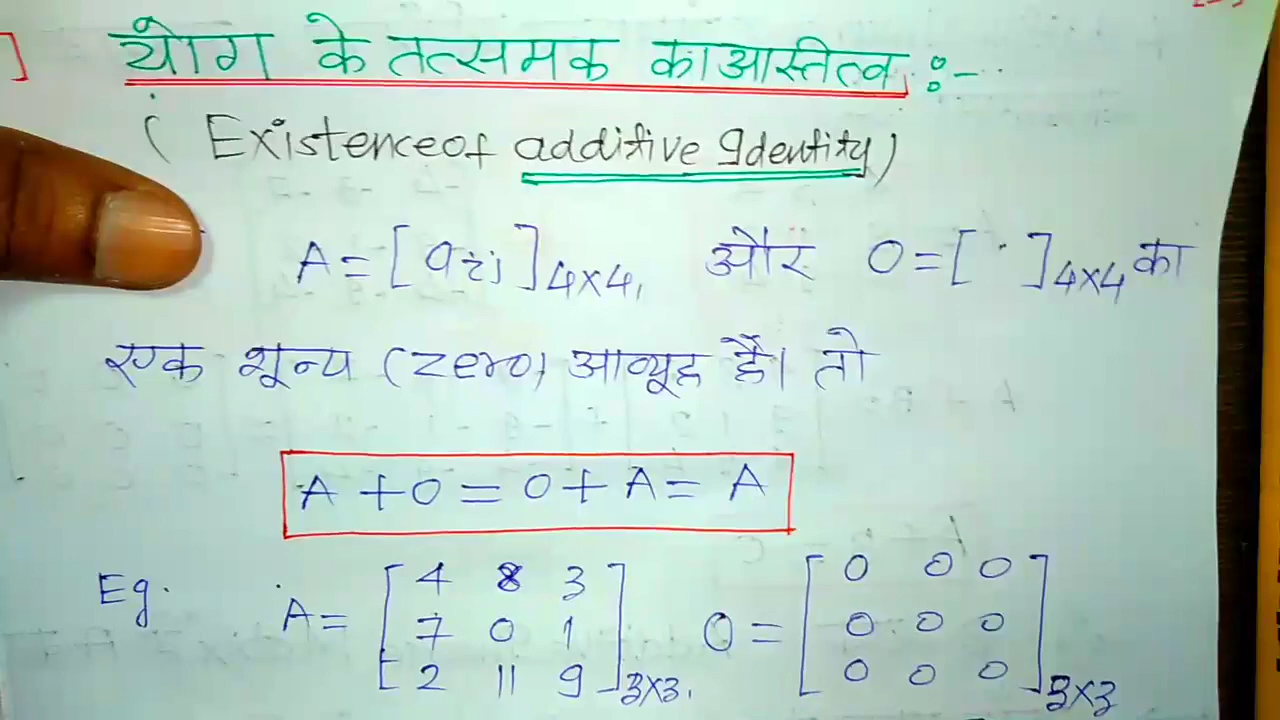 योग के तत्समक का आस्तीत्व :-
( Existence of additive Identity )
A = [ aij ]4×4, और O = [ ]4×4 का
एक शून्य (zero) आव्यूह हैं। तो
A + O = O + A = A
Eg. A = [ 4 8 3 O = [ 0 0 0
7 0 1 0 0 0
2 11 9 ]3×3. 0 0 0 ]3×3